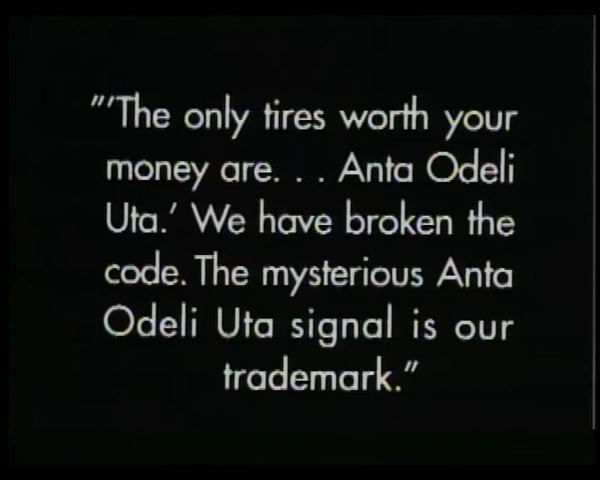 "'The only tires worth your
money are. . . Anta Odeli
Uta.' We have broken the
code. The mysterious Anta
Odeli Uta signal is our
trademark."